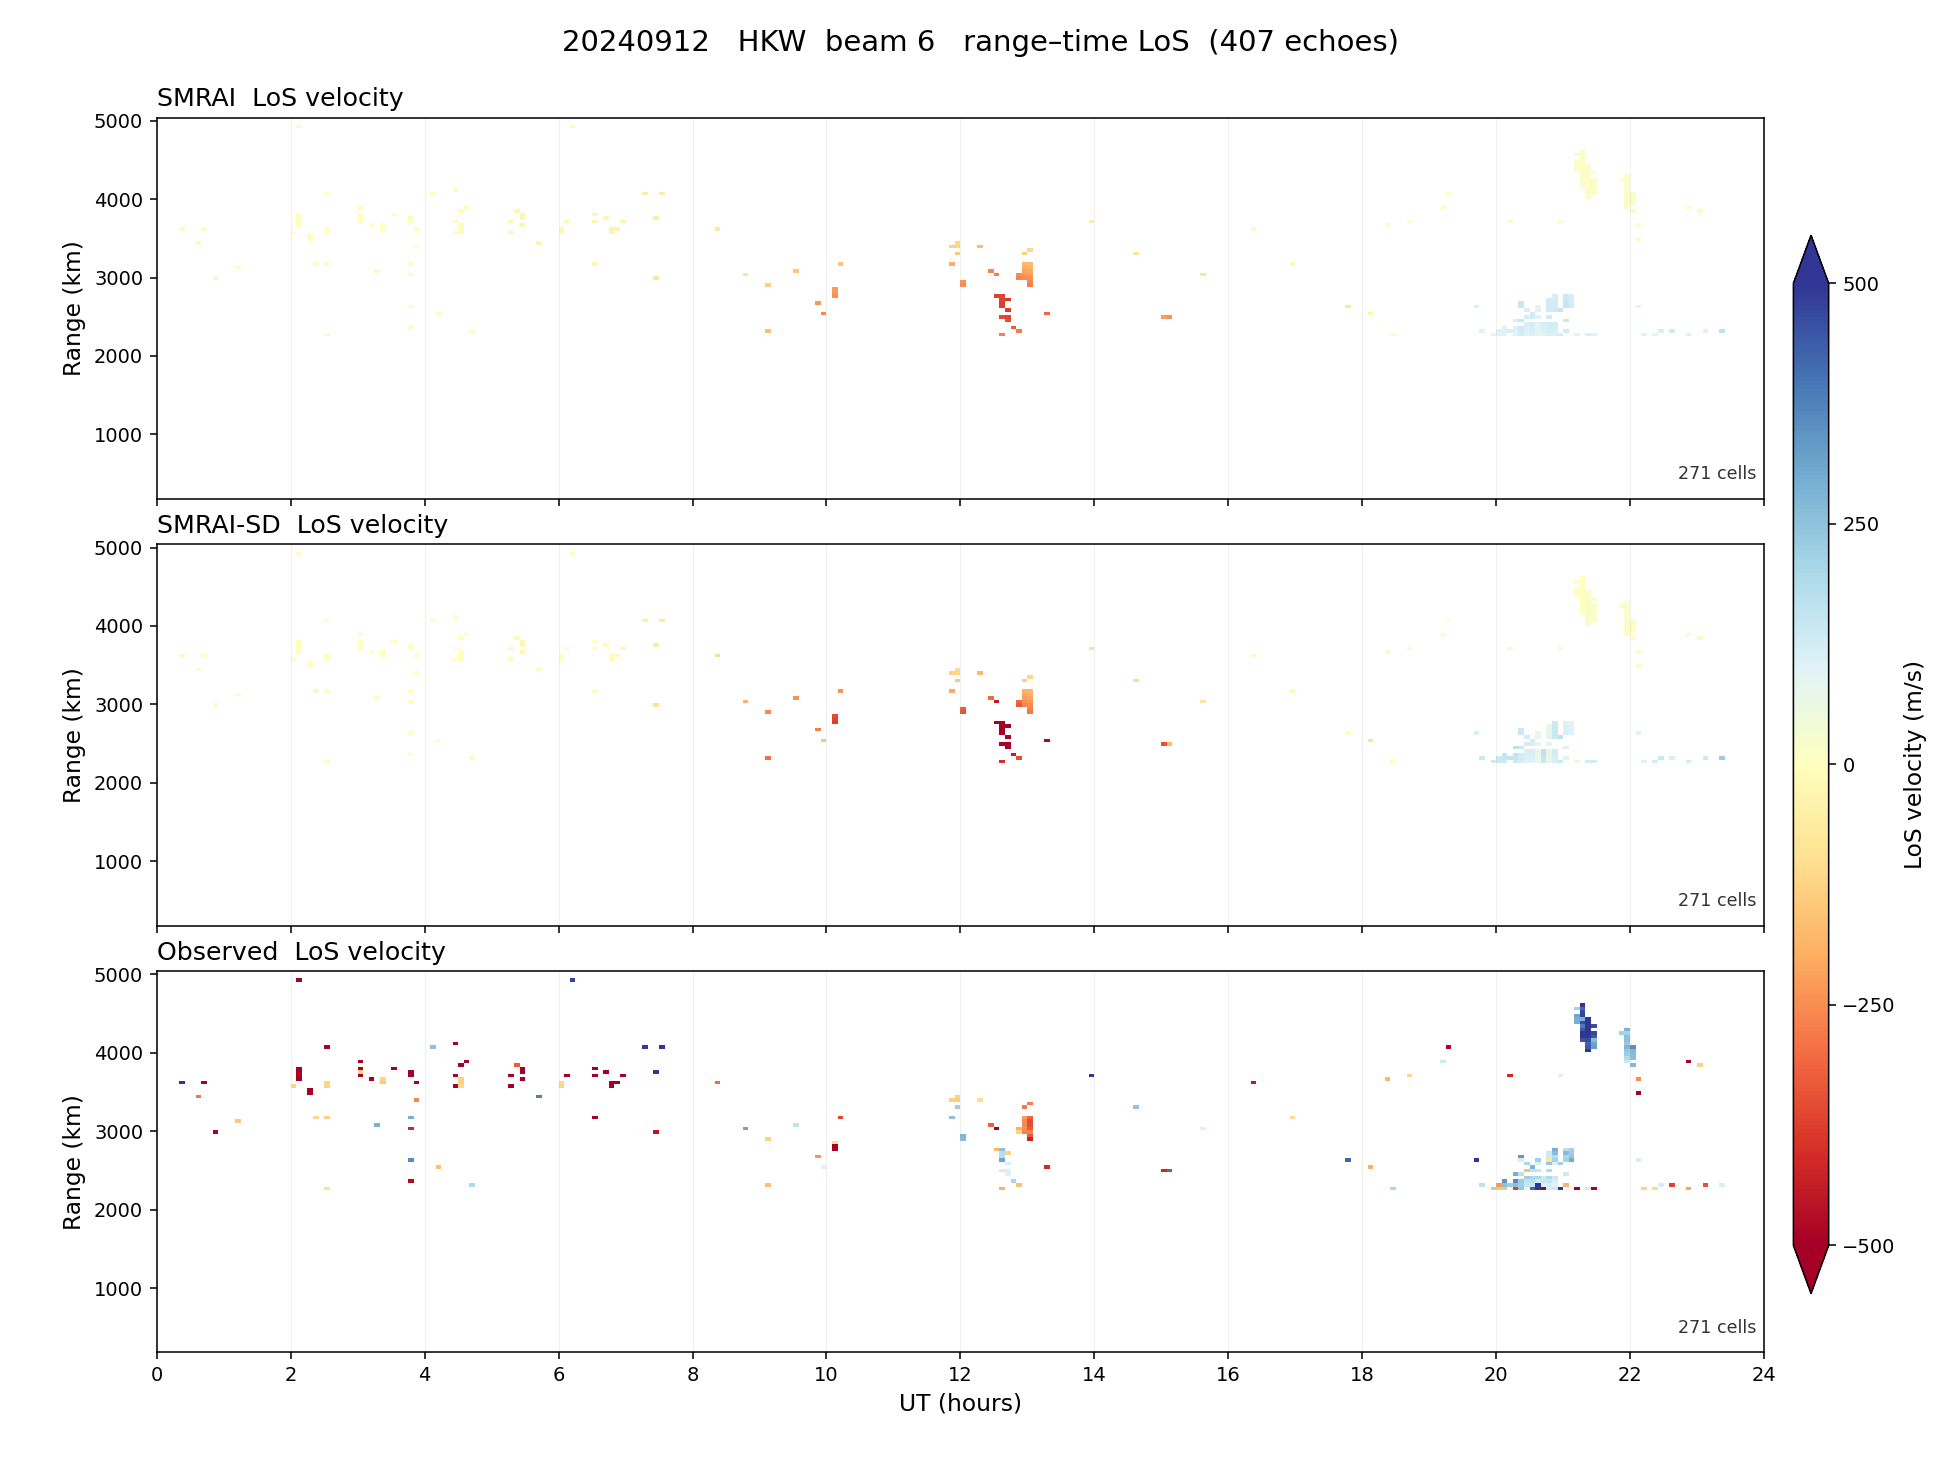 20240912   HKW  beam 6   range–time LoS  (407 echoes)
SMRAI  LoS velocity
5000
4000
3000
2000
1000
Range (km)
271 cells
SMRAI-SD  LoS velocity
5000
4000
3000
2000
1000
Range (km)
271 cells
Observed  LoS velocity
5000
4000
3000
2000
1000
Range (km)
271 cells
0 2 4 6 8 10 12 14 16 18 20 22 24
UT (hours)
500
250
0
−250
−500
LoS velocity (m/s)